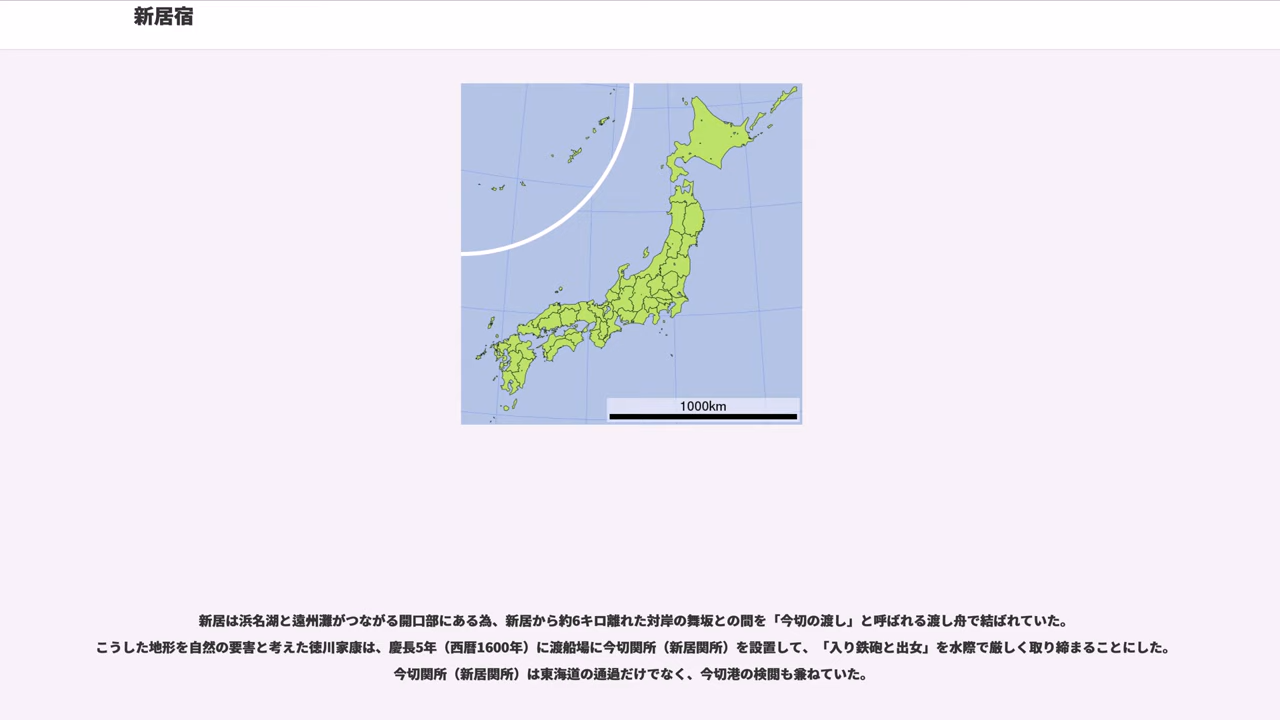 新居宿
1000km
新居は浜名湖と遠州灘がつながる開口部にある為、新居から約6キロ離れた対岸の舞坂との間を「今切の渡し」と呼ばれる渡し舟で結ばれていた。
こうした地形を自然の要害と考えた徳川家康は、慶長5年（西暦1600年）に渡船場に今切関所（新居関所）を設置して、「入り鉄砲と出女」を水際で厳しく取り締まることにした。
今切関所（新居関所）は東海道の通過だけでなく、今切港の検閲も兼ねていた。